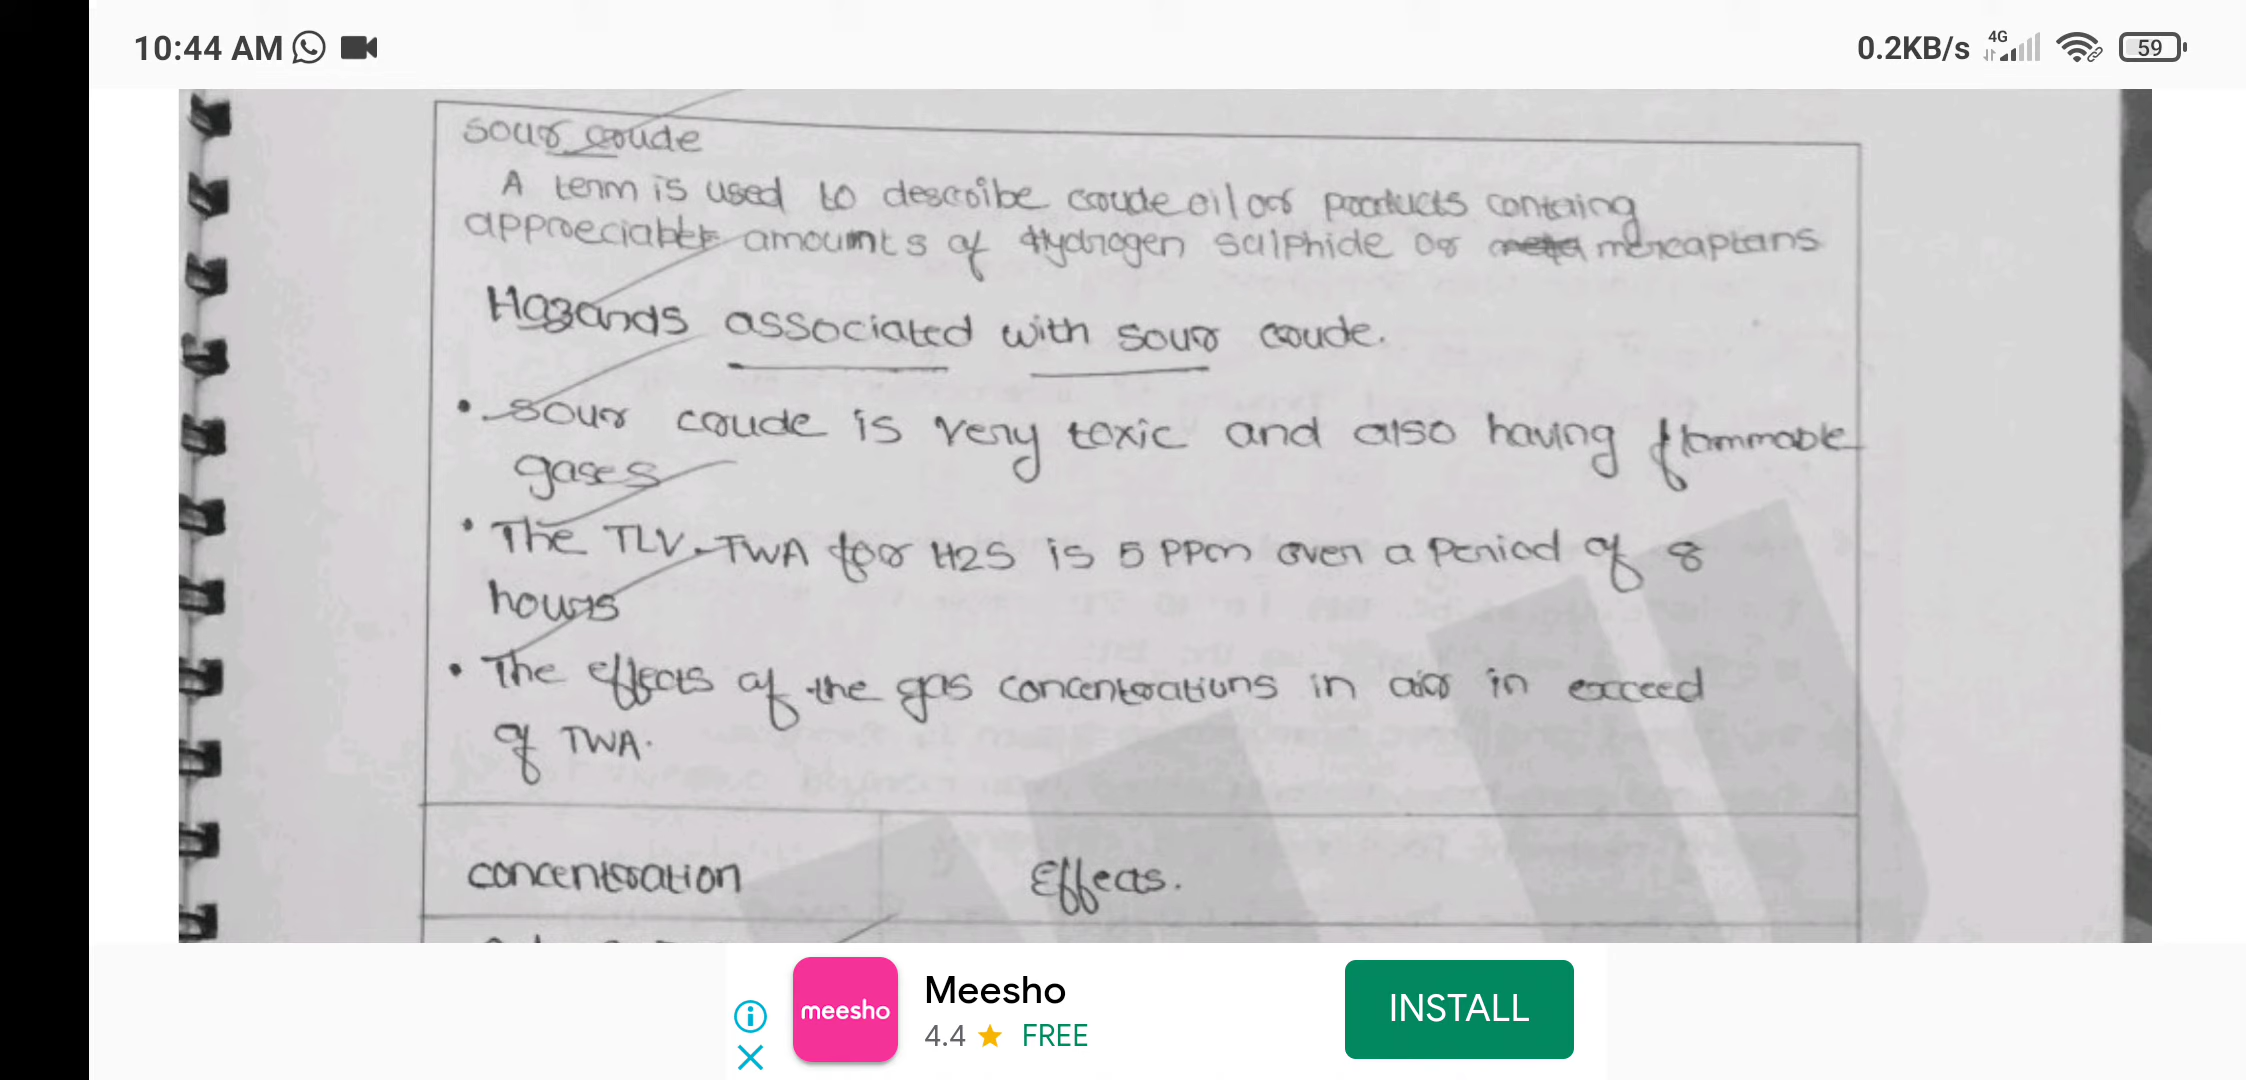 10:44 AM
0.2KB/s 4G 59
Sour crude
A term is used to describe crude oil or products containg
appreciable amounts of Hydrogen sulphide or mercaptans
Hazards associated with sour crude.
• Sour crude is very toxic and also having flammable
gases
• The TLV-TWA for H2S is 5 PPm over a Period of 8
hours
• The effects of the gas concentrations in air in exceed
of TWA.
concentration Effects.
meesho
Meesho
4.4 ★ FREE
INSTALL